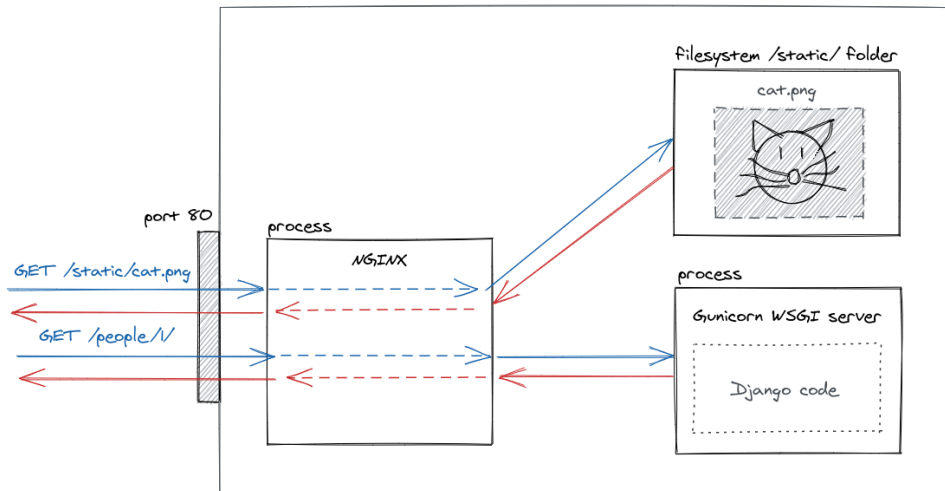 filesystem /static/ folder
cat.png
port 80
process
NGINX
GET /static/cat.png
GET /people/1/
process
Gunicorn WSGI server
Django code